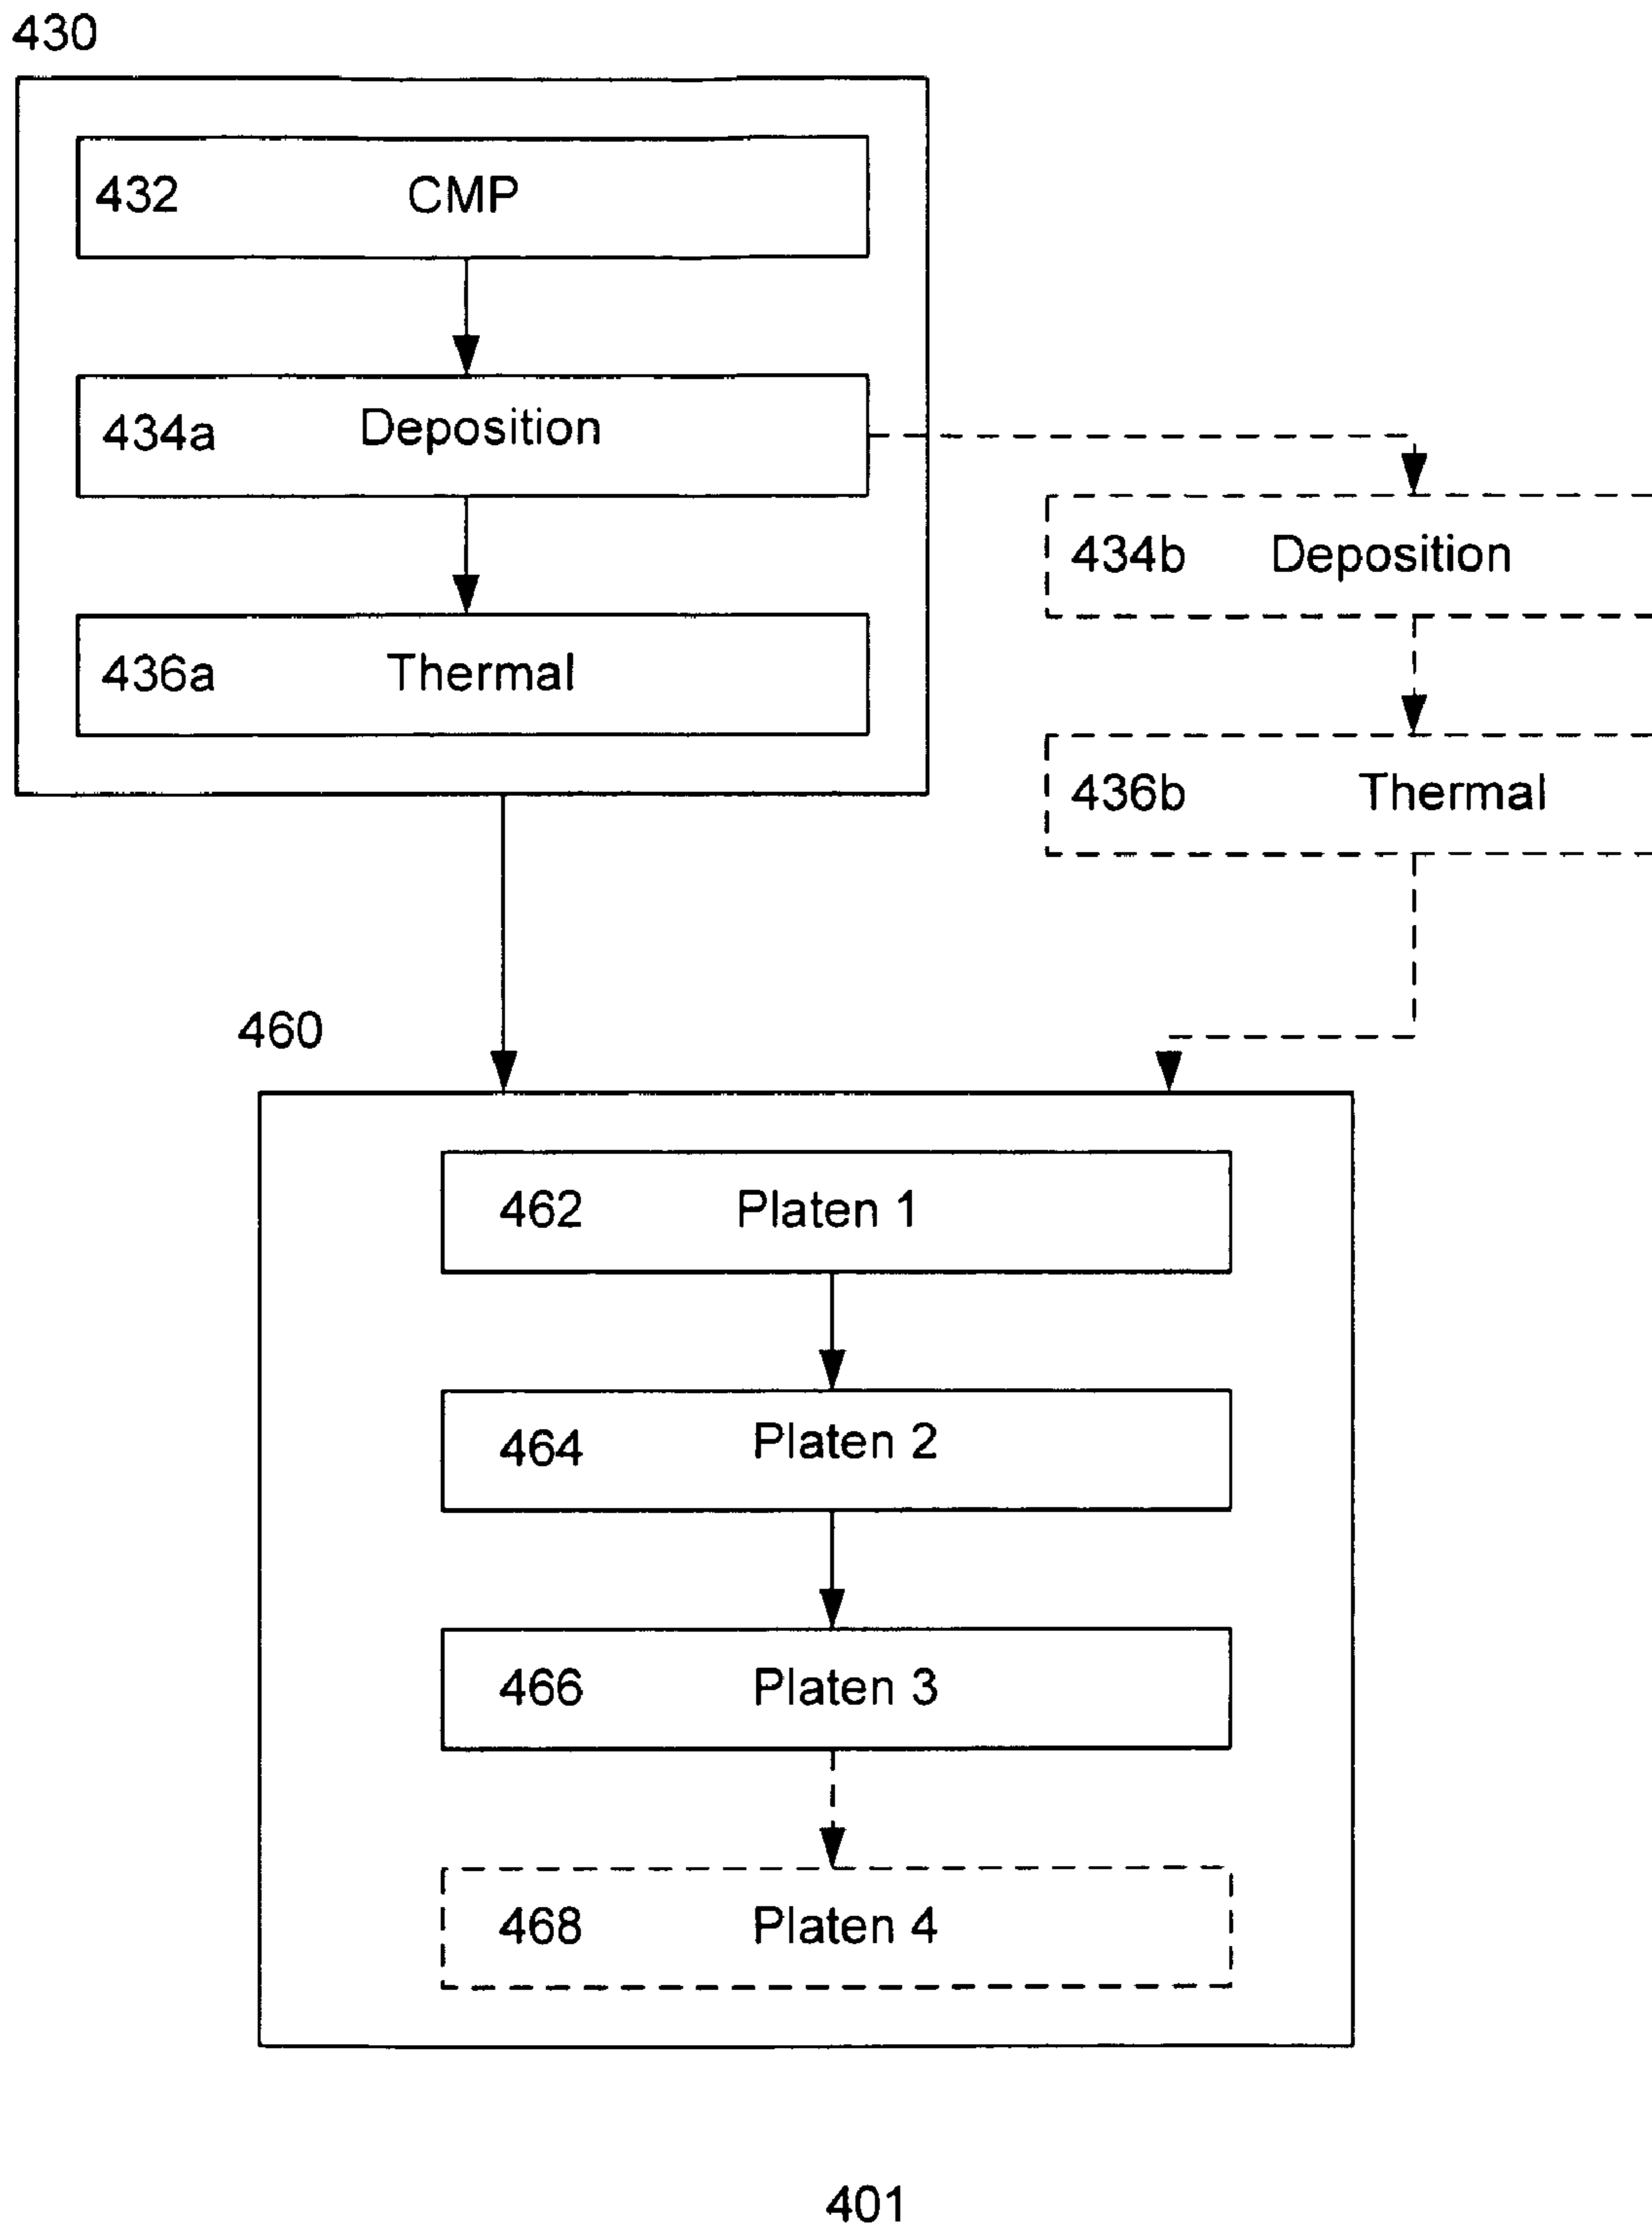 430
432 CMP
434a Deposition
436a Thermal
434b Deposition
436b Thermal
460
462 Platen 1
464 Platen 2
466 Platen 3
468 Platen 4
401